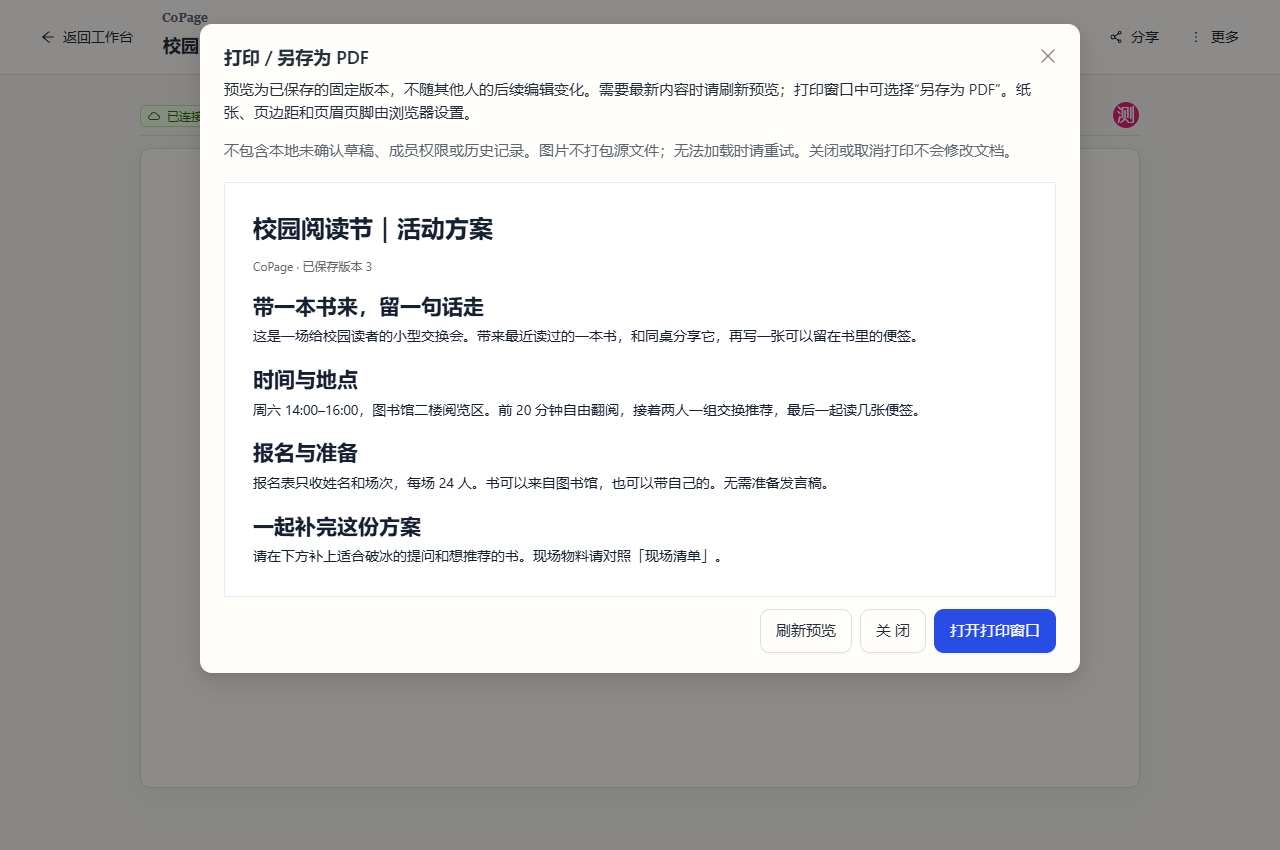 CoPage
返回工作台
校园
分享
更多
已连接
测
打印 / 另存为 PDF
预览为已保存的固定版本，不随其他人的后续编辑变化。需要最新内容时请刷新预览；打印窗口中可选择“另存为 PDF”。纸
张、页边距和页眉页脚由浏览器设置。
不包含本地未确认草稿、成员权限或历史记录。图片不打包源文件；无法加载时请重试。关闭或取消打印不会修改文档。
校园阅读节｜活动方案
CoPage · 已保存版本 3
带一本书来，留一句话走
这是一场给校园读者的小型交换会。带来最近读过的一本书，和同桌分享它，再写一张可以留在书里的便签。
时间与地点
周六 14:00–16:00，图书馆二楼阅览区。前 20 分钟自由翻阅，接着两人一组交换推荐，最后一起读几张便签。
报名与准备
报名表只收姓名和场次，每场 24 人。书可以来自图书馆，也可以带自己的。无需准备发言稿。
一起补完这份方案
请在下方补上适合破冰的提问和想推荐的书。现场物料请对照「现场清单」。
刷新预览
关 闭
打开打印窗口